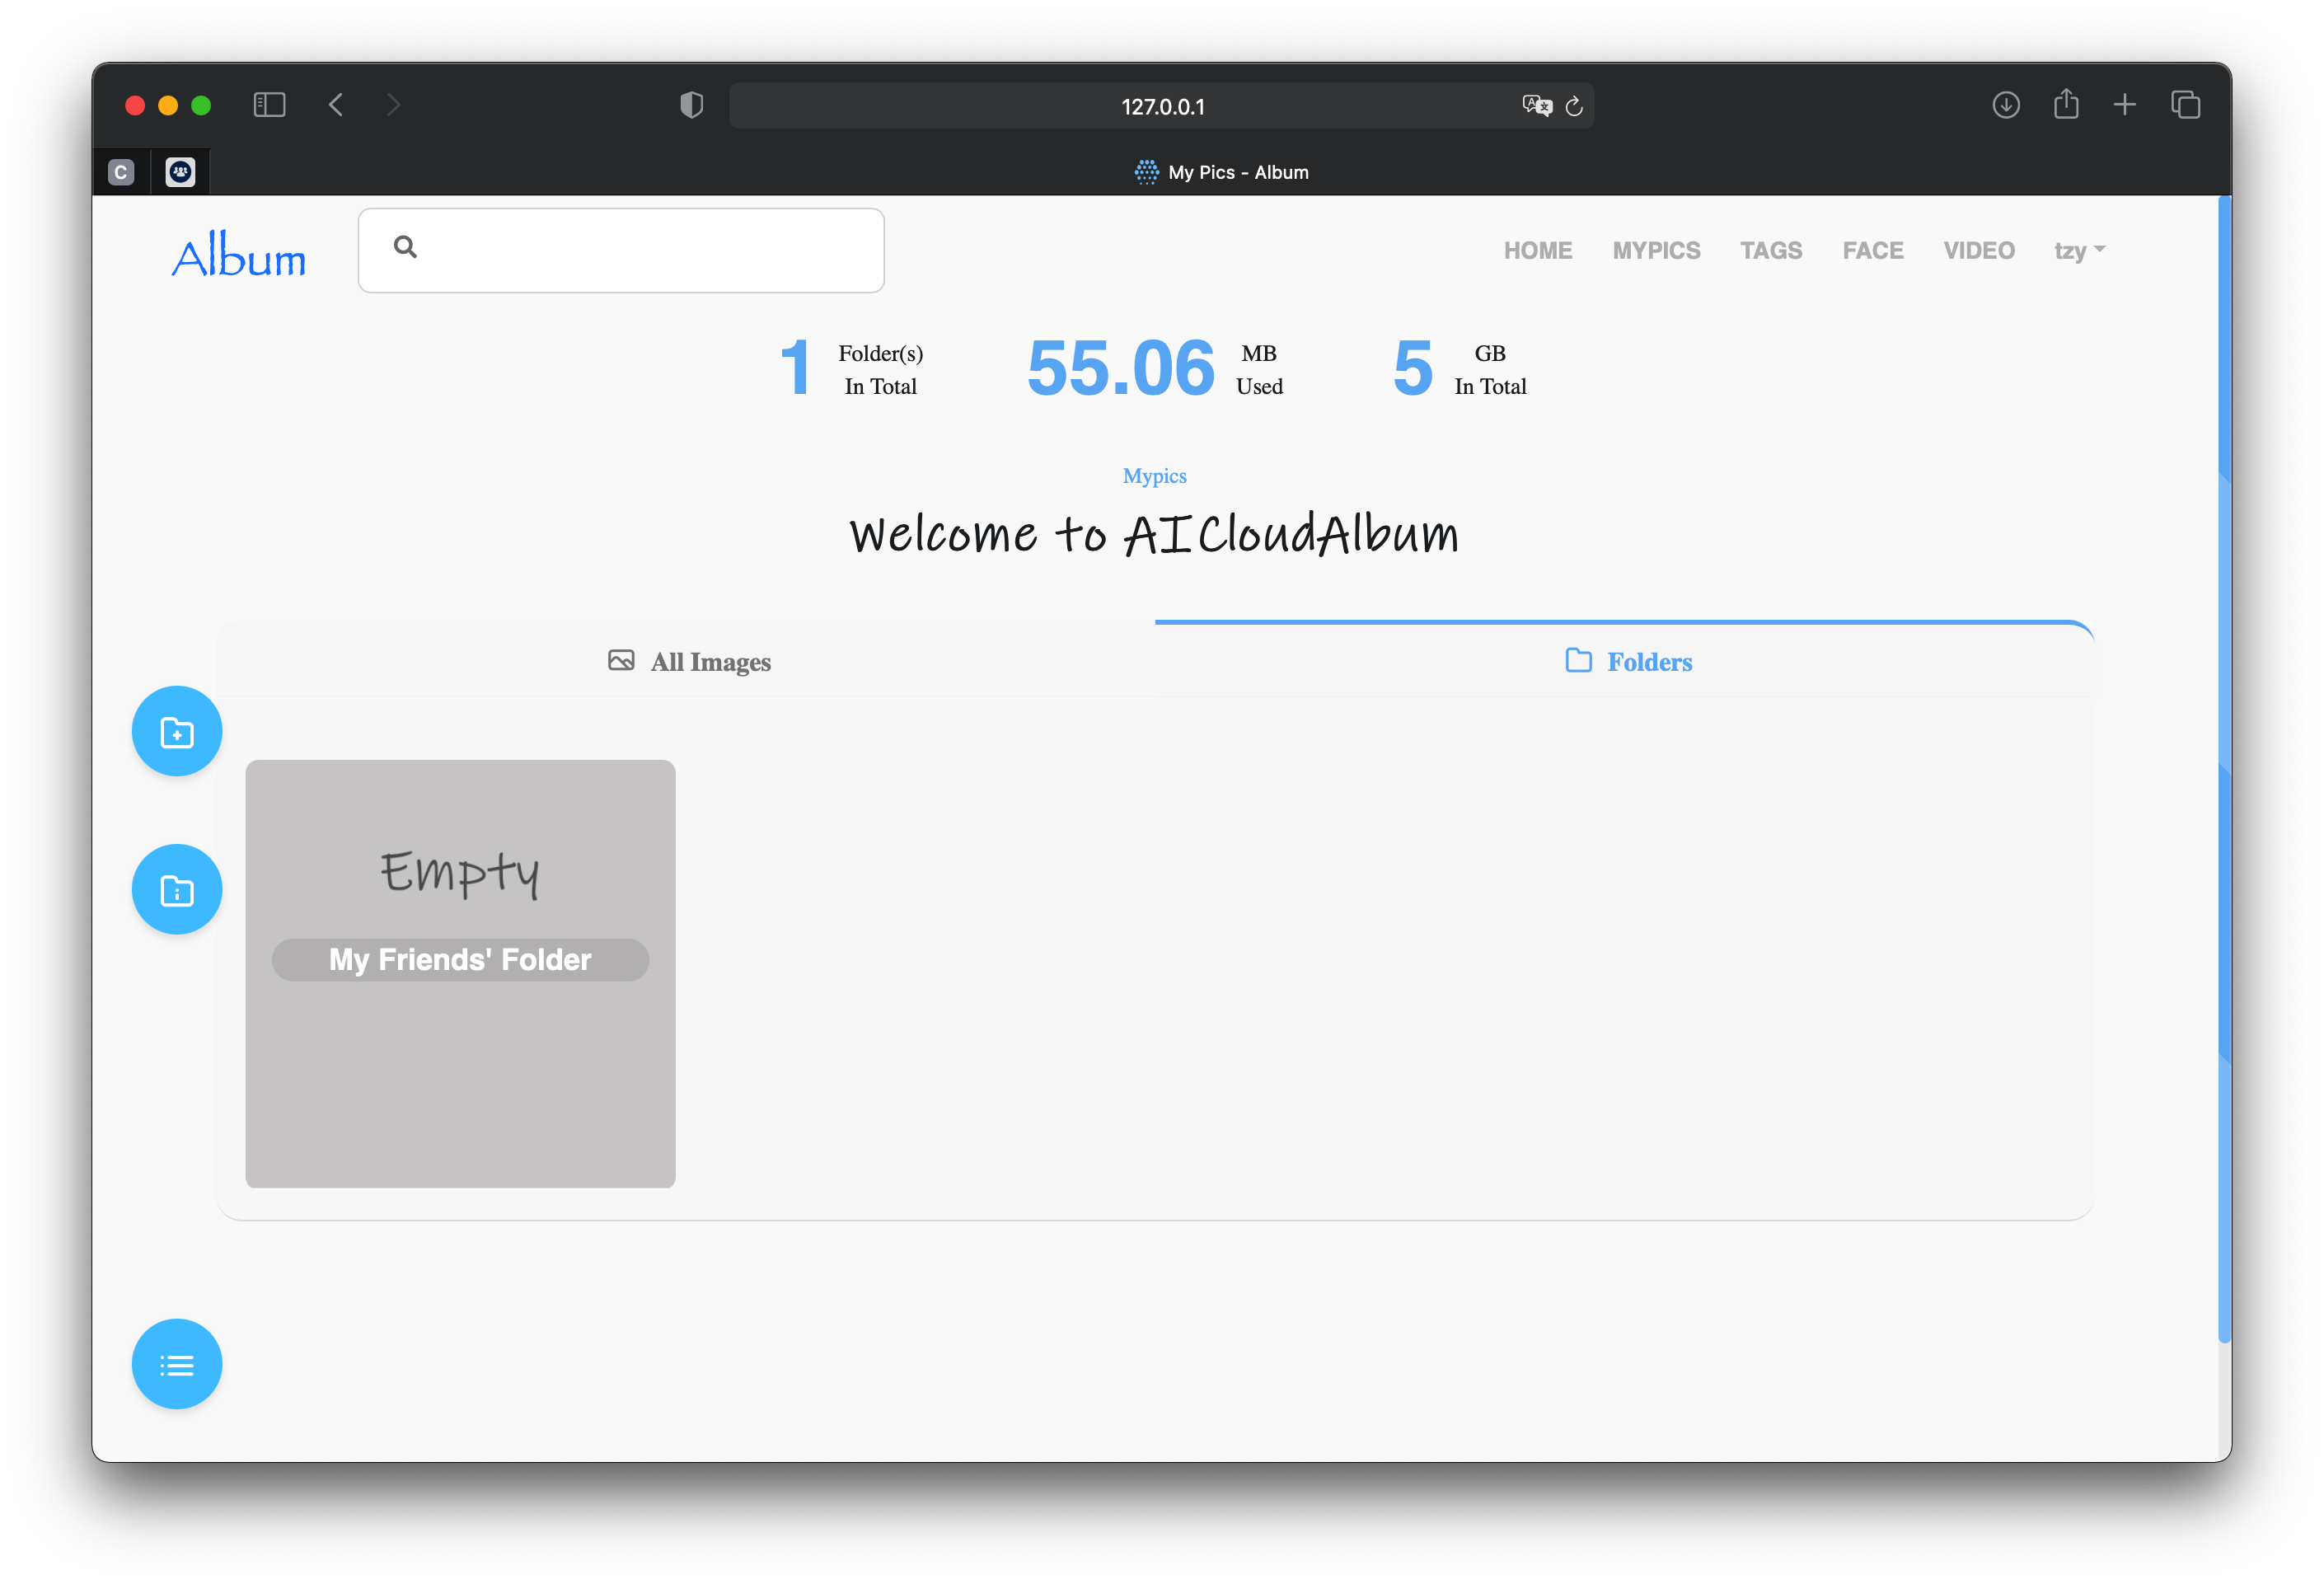 127.0.0.1
C
My Pics - Album
Album
HOME MYPICS TAGS FACE VIDEO tzy
1 Folder(s) In Total
55.06 MB Used
5 GB In Total
Mypics
Welcome to AICloudAlbum
All Images
Folders
Empty
My Friends' Folder